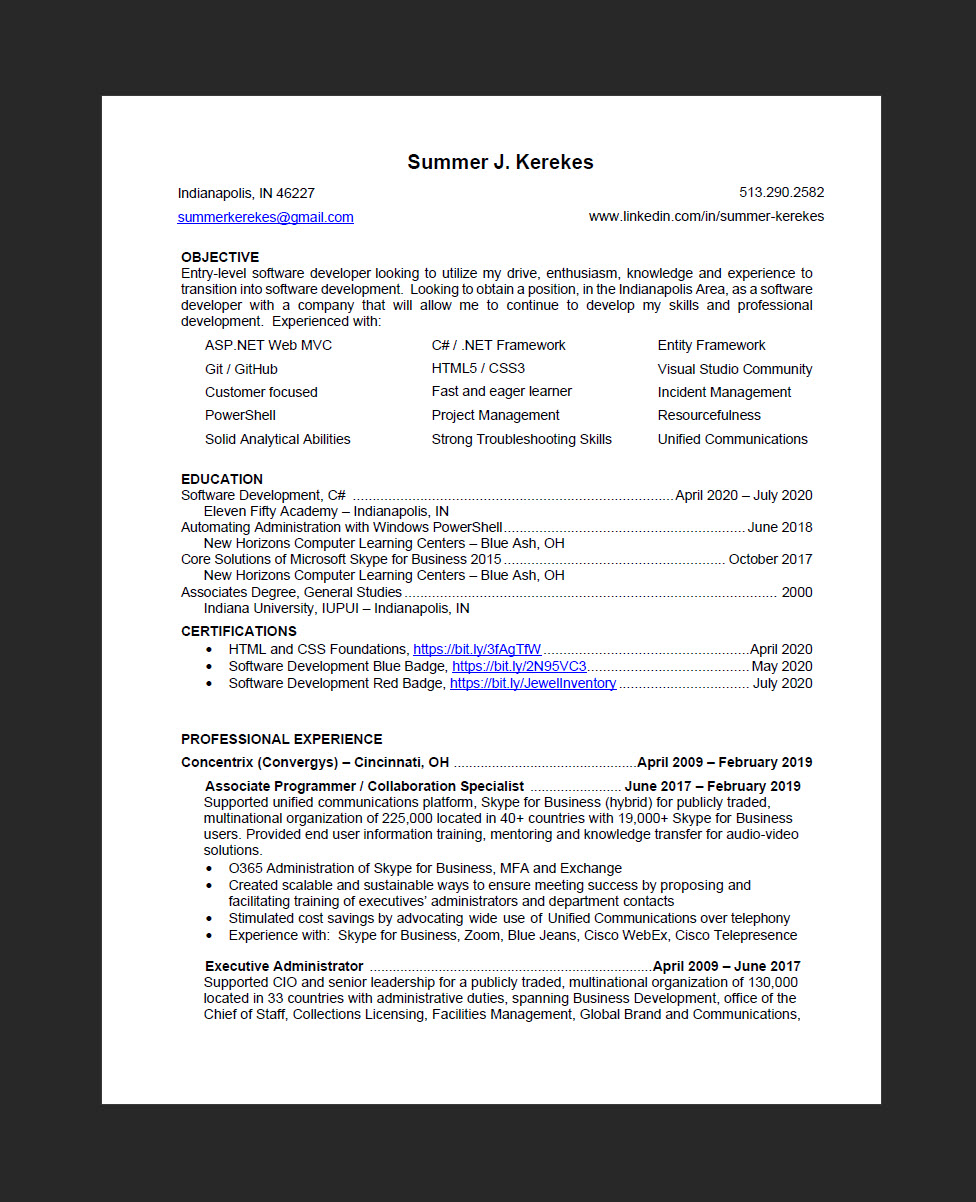 Summer J. Kerekes
Indianapolis, IN 46227 513.290.2582
summerkerekes@gmail.com www.linkedin.com/in/summer-kerekes
OBJECTIVE
Entry-level software developer looking to utilize my drive, enthusiasm, knowledge and experience to
transition into software development. Looking to obtain a position, in the Indianapolis Area, as a software
developer with a company that will allow me to continue to develop my skills and professional
development. Experienced with:
ASP.NET Web MVC C# / .NET Framework Entity Framework
Git / GitHub HTML5 / CSS3 Visual Studio Community
Customer focused Fast and eager learner Incident Management
PowerShell Project Management Resourcefulness
Solid Analytical Abilities Strong Troubleshooting Skills Unified Communications
EDUCATION
Software Development, C# ................................................................................ April 2020 – July 2020
Eleven Fifty Academy – Indianapolis, IN
Automating Administration with Windows PowerShell............................................................. June 2018
New Horizons Computer Learning Centers – Blue Ash, OH
Core Solutions of Microsoft Skype for Business 2015........................................................ October 2017
New Horizons Computer Learning Centers – Blue Ash, OH
Associates Degree, General Studies............................................................................................. 2000
Indiana University, IUPUI – Indianapolis, IN
CERTIFICATIONS
• HTML and CSS Foundations, https://bit.ly/3fAgTfW....................................................April 2020
• Software Development Blue Badge, https://bit.ly/2N95VC3......................................... May 2020
• Software Development Red Badge, https://bit.ly/JewelInventory................................. July 2020
PROFESSIONAL EXPERIENCE
Concentrix (Convergys) – Cincinnati, OH ..............................................April 2009 – February 2019
Associate Programmer / Collaboration Specialist ....................... June 2017 – February 2019
Supported unified communications platform, Skype for Business (hybrid) for publicly traded,
multinational organization of 225,000 located in 40+ countries with 19,000+ Skype for Business
users. Provided end user information training, mentoring and knowledge transfer for audio-video
solutions.
• O365 Administration of Skype for Business, MFA and Exchange
• Created scalable and sustainable ways to ensure meeting success by proposing and
facilitating training of executives' administrators and department contacts
• Stimulated cost savings by advocating wide use of Unified Communications over telephony
• Experience with: Skype for Business, Zoom, Blue Jeans, Cisco WebEx, Cisco Telepresence
Executive Administrator .......................................................................April 2009 – June 2017
Supported CIO and senior leadership for a publicly traded, multinational organization of 130,000
located in 33 countries with administrative duties, spanning Business Development, office of the
Chief of Staff, Collections Licensing, Facilities Management, Global Brand and Communications,